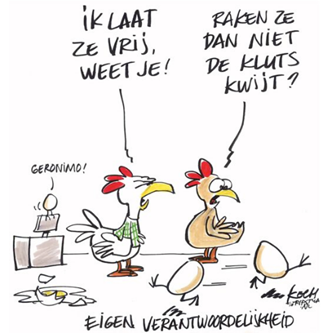 IK LAAT
ZE VRIJ,
WEET JE!
RAKEN ZE
DAN NIET
DE KLUTS
KWIJT?
GERONIMO!
KOCH
EIGEN VERANTWOORDELIJKHEID